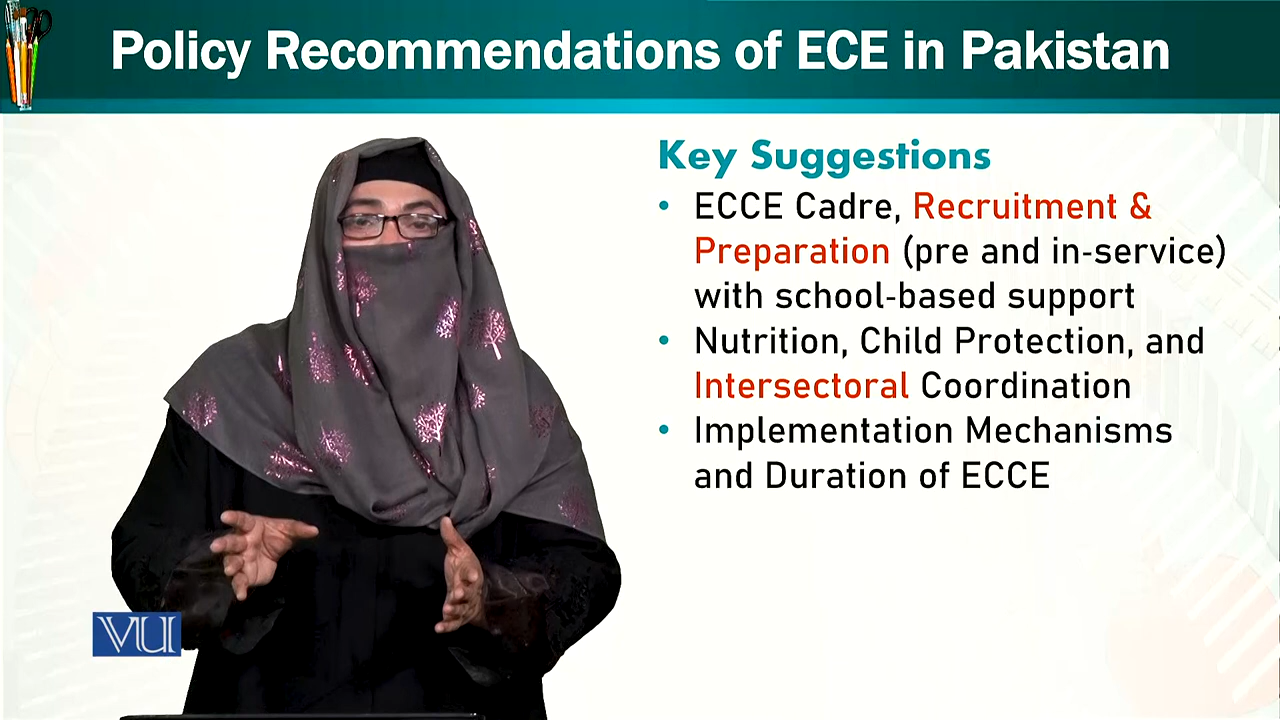 Policy Recommendations of ECE in Pakistan
Key Suggestions
• ECCE Cadre, Recruitment &
Preparation (pre and in-service)
with school-based support
• Nutrition, Child Protection, and
Intersectoral Coordination
• Implementation Mechanisms
and Duration of ECCE
VU